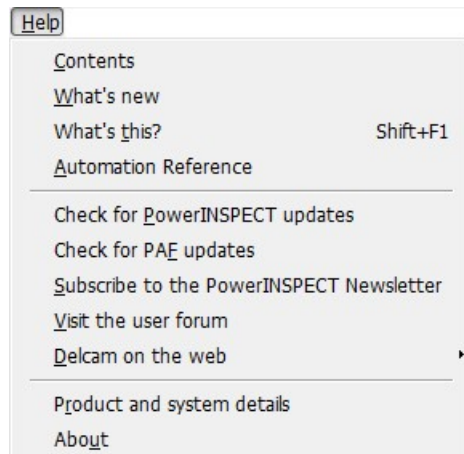 Help
Contents
What's new
What's this? Shift+F1
Automation Reference
Check for PowerINSPECT updates
Check for PAF updates
Subscribe to the PowerINSPECT Newsletter
Visit the user forum
Delcam on the web
Product and system details
About